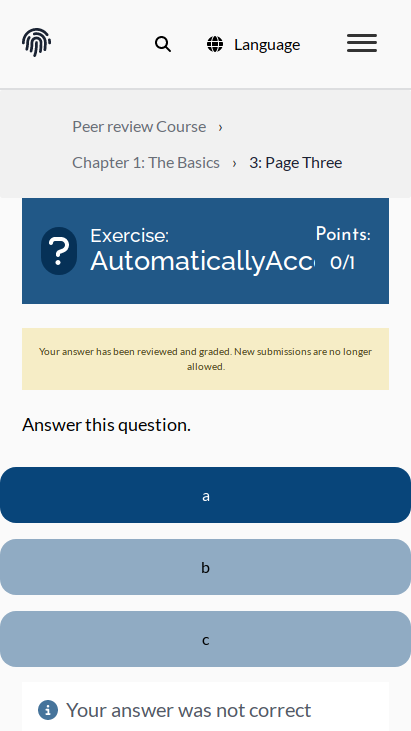 Language
Peer review Course ›
Chapter 1: The Basics › 3: Page Three
Exercise:
AutomaticallyAcc
Points:
0/1
Your answer has been reviewed and graded. New submissions are no longer
allowed.
Answer this question.
a
b
c
Your answer was not correct